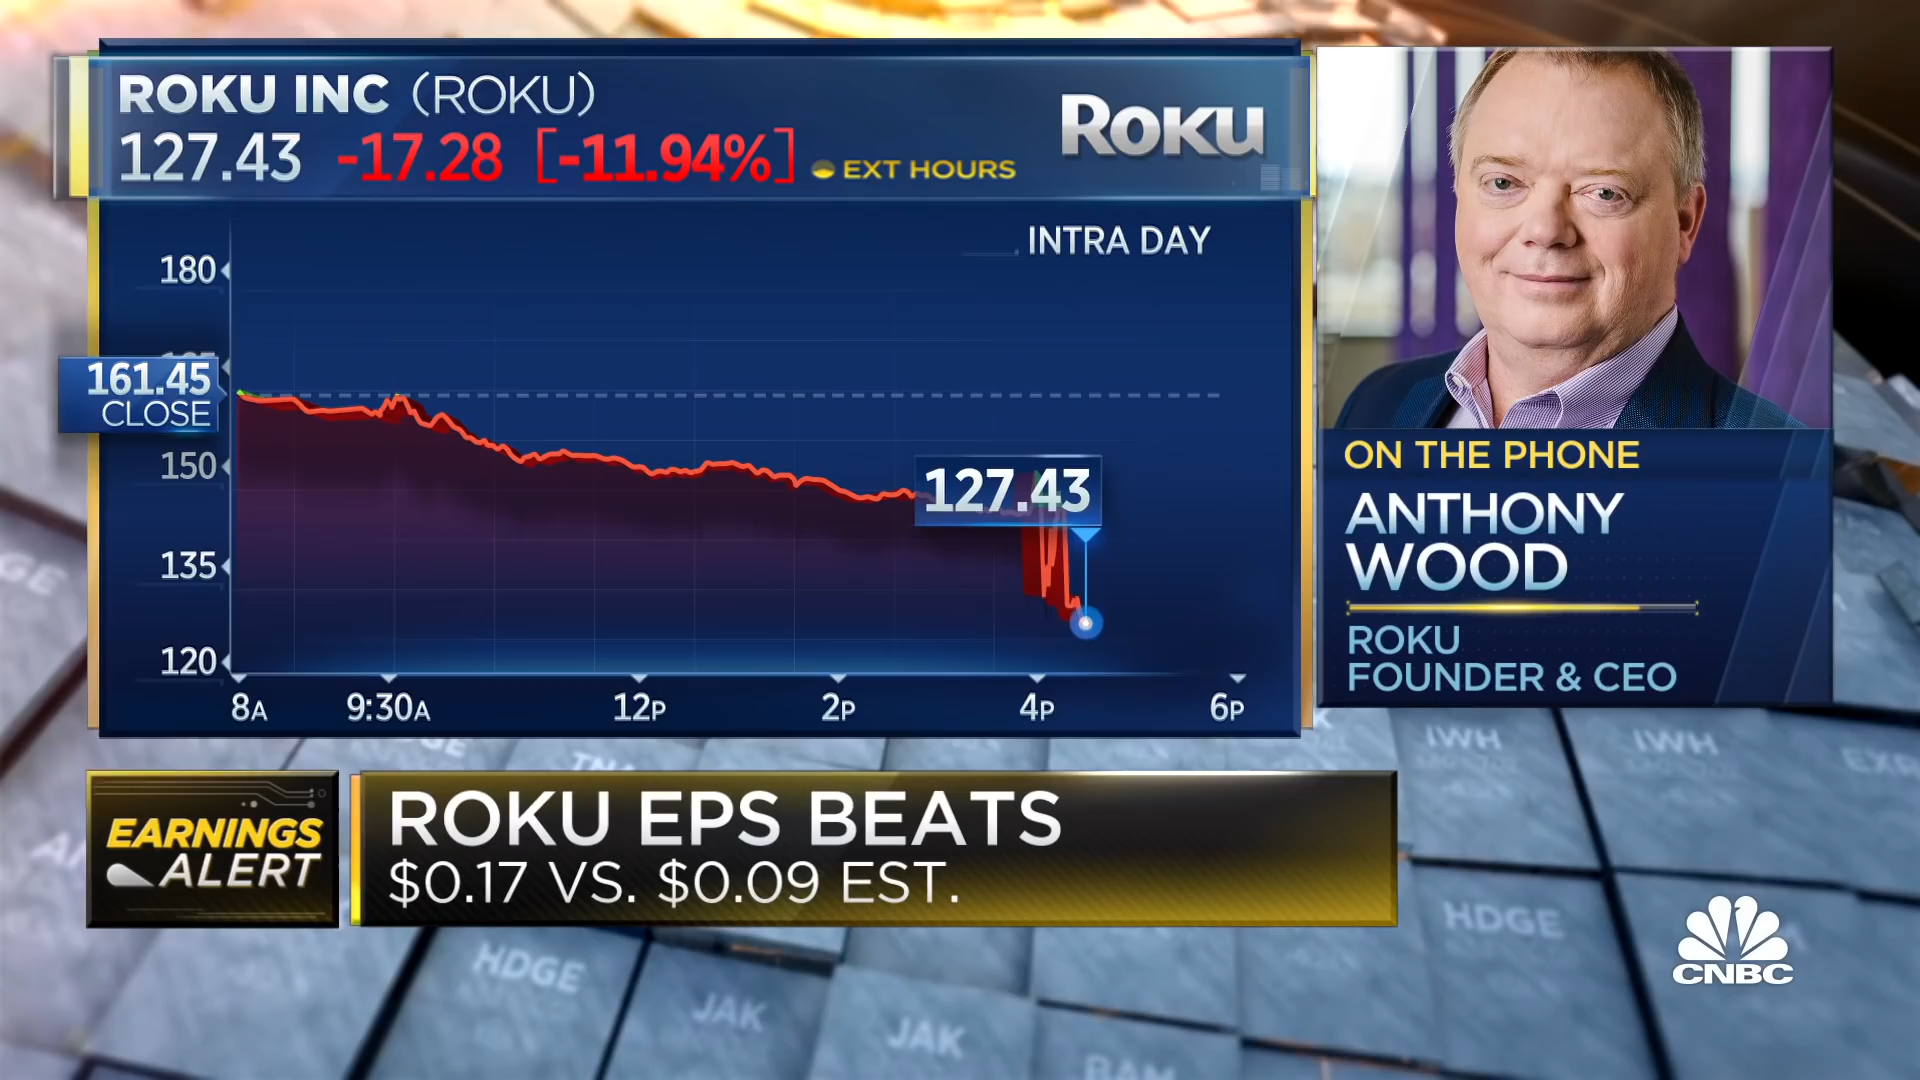 ROKU INC (ROKU)
127.43 -17.28 [-11.94%] EXT HOURS
ROKU
INTRA DAY
180
161.45
CLOSE
150
127.43
135
120
8A 9:30A 12P 2P 4P 6P
ON THE PHONE
ANTHONY
WOOD
ROKU
FOUNDER & CEO
EARNINGS
ALERT
ROKU EPS BEATS
$0.17 VS. $0.09 EST.
IWH
IWH
HDGE
HDGE
JAK
JAK
CNBC